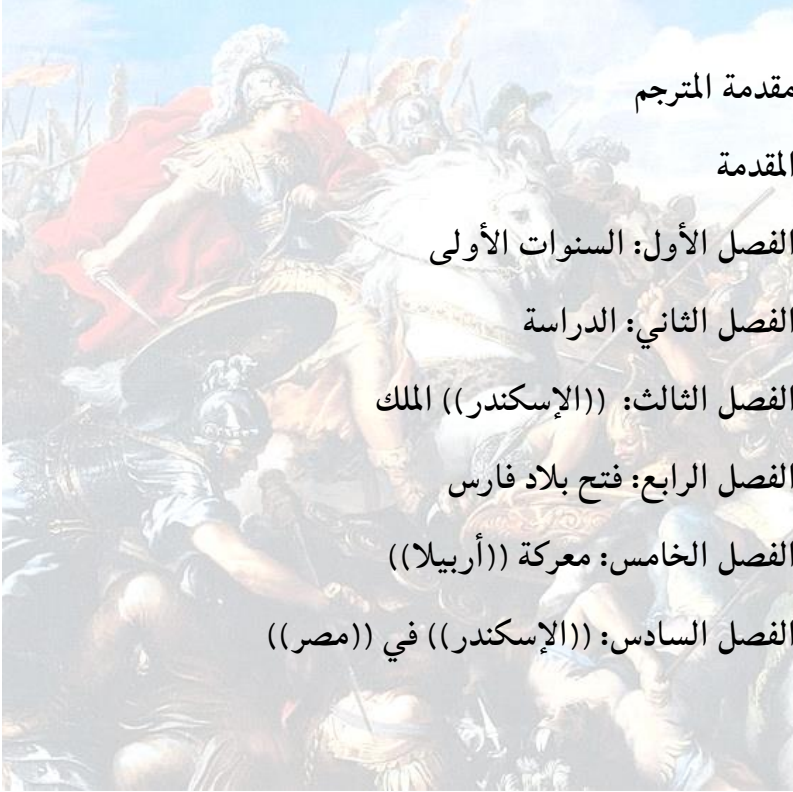 مقدمة المترجم
المقدمة
الفصل الأول: السنوات الأولى
الفصل الثاني: الدراسة
الفصل الثالث: ((الإسكندر)) الملك
الفصل الرابع: فتح بلاد فارس
الفصل الخامس: معركة ((أربيلا))
الفصل السادس: ((الإسكندر)) في ((مصر))